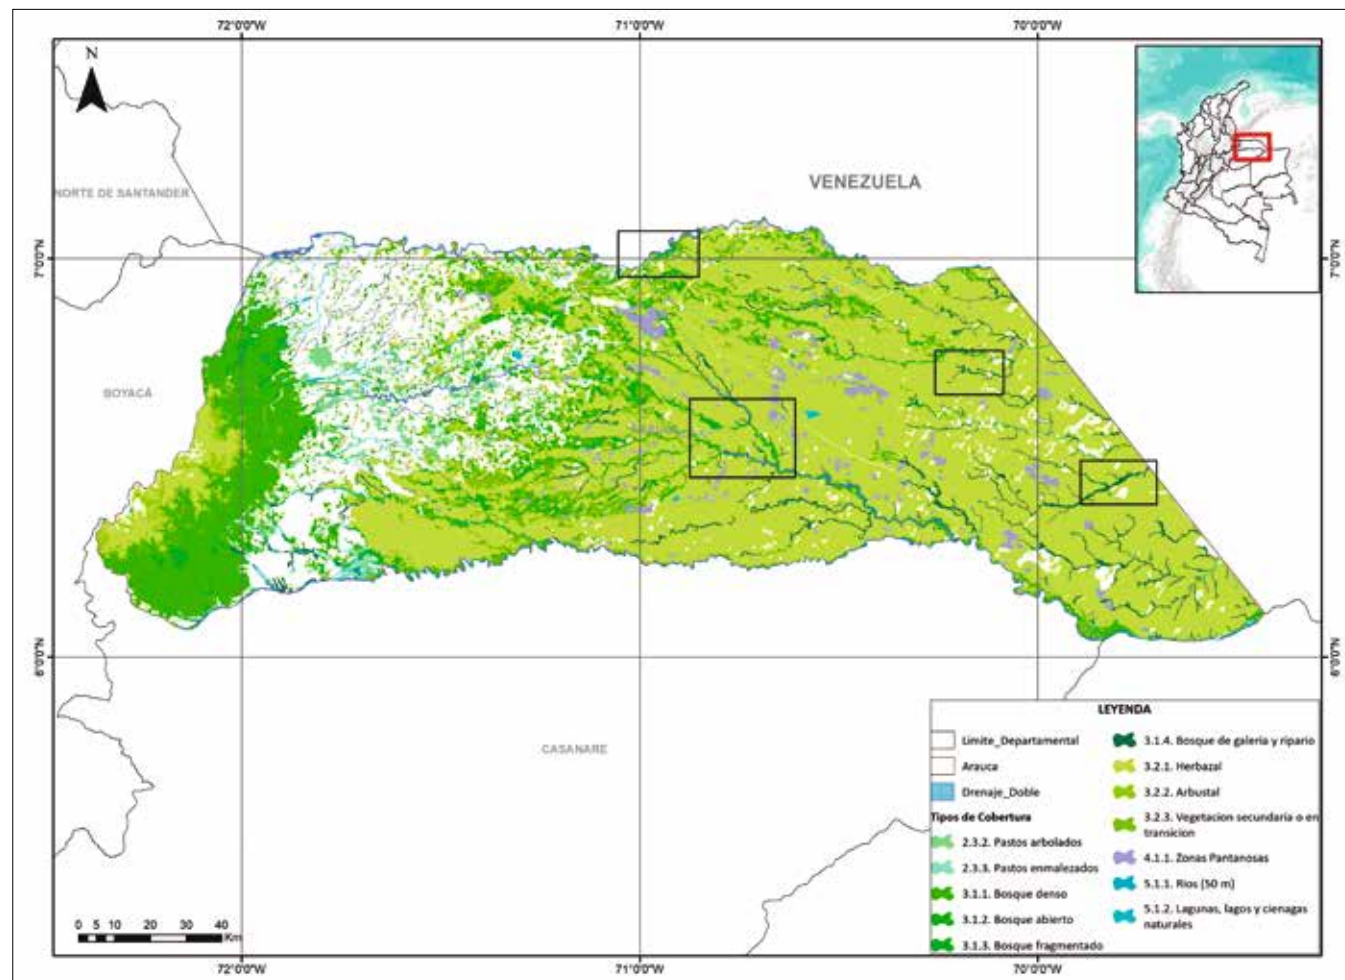 72°0'0"W
71°0'0"W
70°0'0"W
N
NORTE DE SANTANDER
VENEZUELA
7°0'0"N
7°0'0"N
BOYACÁ
6°0'0"N
6°0'0"N
CASANARE
LEYENDA
Limite_Departamental
Arauca
Drenaje_Doble
Tipos de Cobertura
2.3.2. Pastos arbolados
2.3.3. Pastos enmalezados
3.1.1. Bosque denso
3.1.2. Bosque abierto
3.1.3. Bosque fragmentado
3.1.4. Bosque de galeria y ripario
3.2.1. Herbazal
3.2.2. Arbustal
3.2.3. Vegetacion secundaria o en
transicion
4.1.1. Zonas Pantanosas
5.1.1. Rios (50 m)
5.1.2. Lagunas, lagos y cienagas
naturales
0 5 10 20 30 40
Km
72°0'0"W
71°0'0"W
70°0'0"W